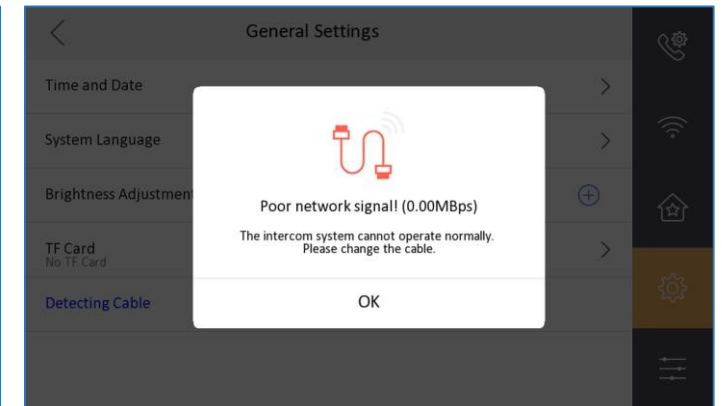 General Settings
Time and Date
System Language
Brightness Adjustmen
Poor network signal! (0.00MBps)
The intercom system cannot operate normally.
Please change the cable.
TF Card
No TF Card
Detecting Cable
OK